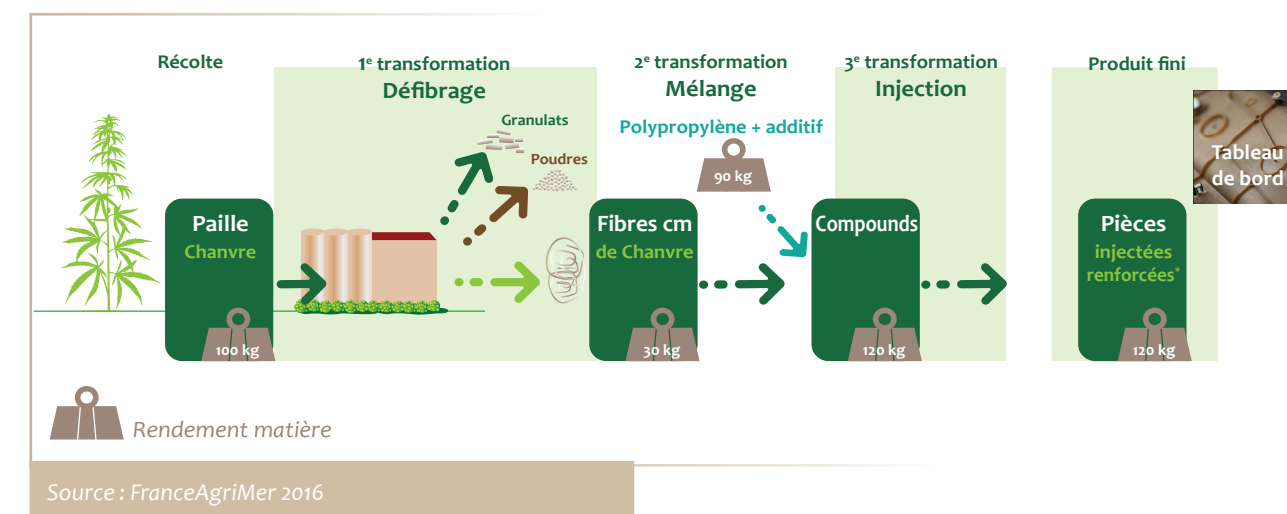 Récolte
1e transformation
Défibrage
2e transformation
Mélange
3e transformation
Injection
Produit fini
Granulats
Poudres
Polypropylène + additif
90 kg
Tableau
de bord
Paille
Chanvre
100 kg
Fibres cm
de Chanvre
30 kg
Compounds
120 kg
Pièces
injectées
renforcées*
120 kg
Rendement matière
Source : FranceAgriMer 2016